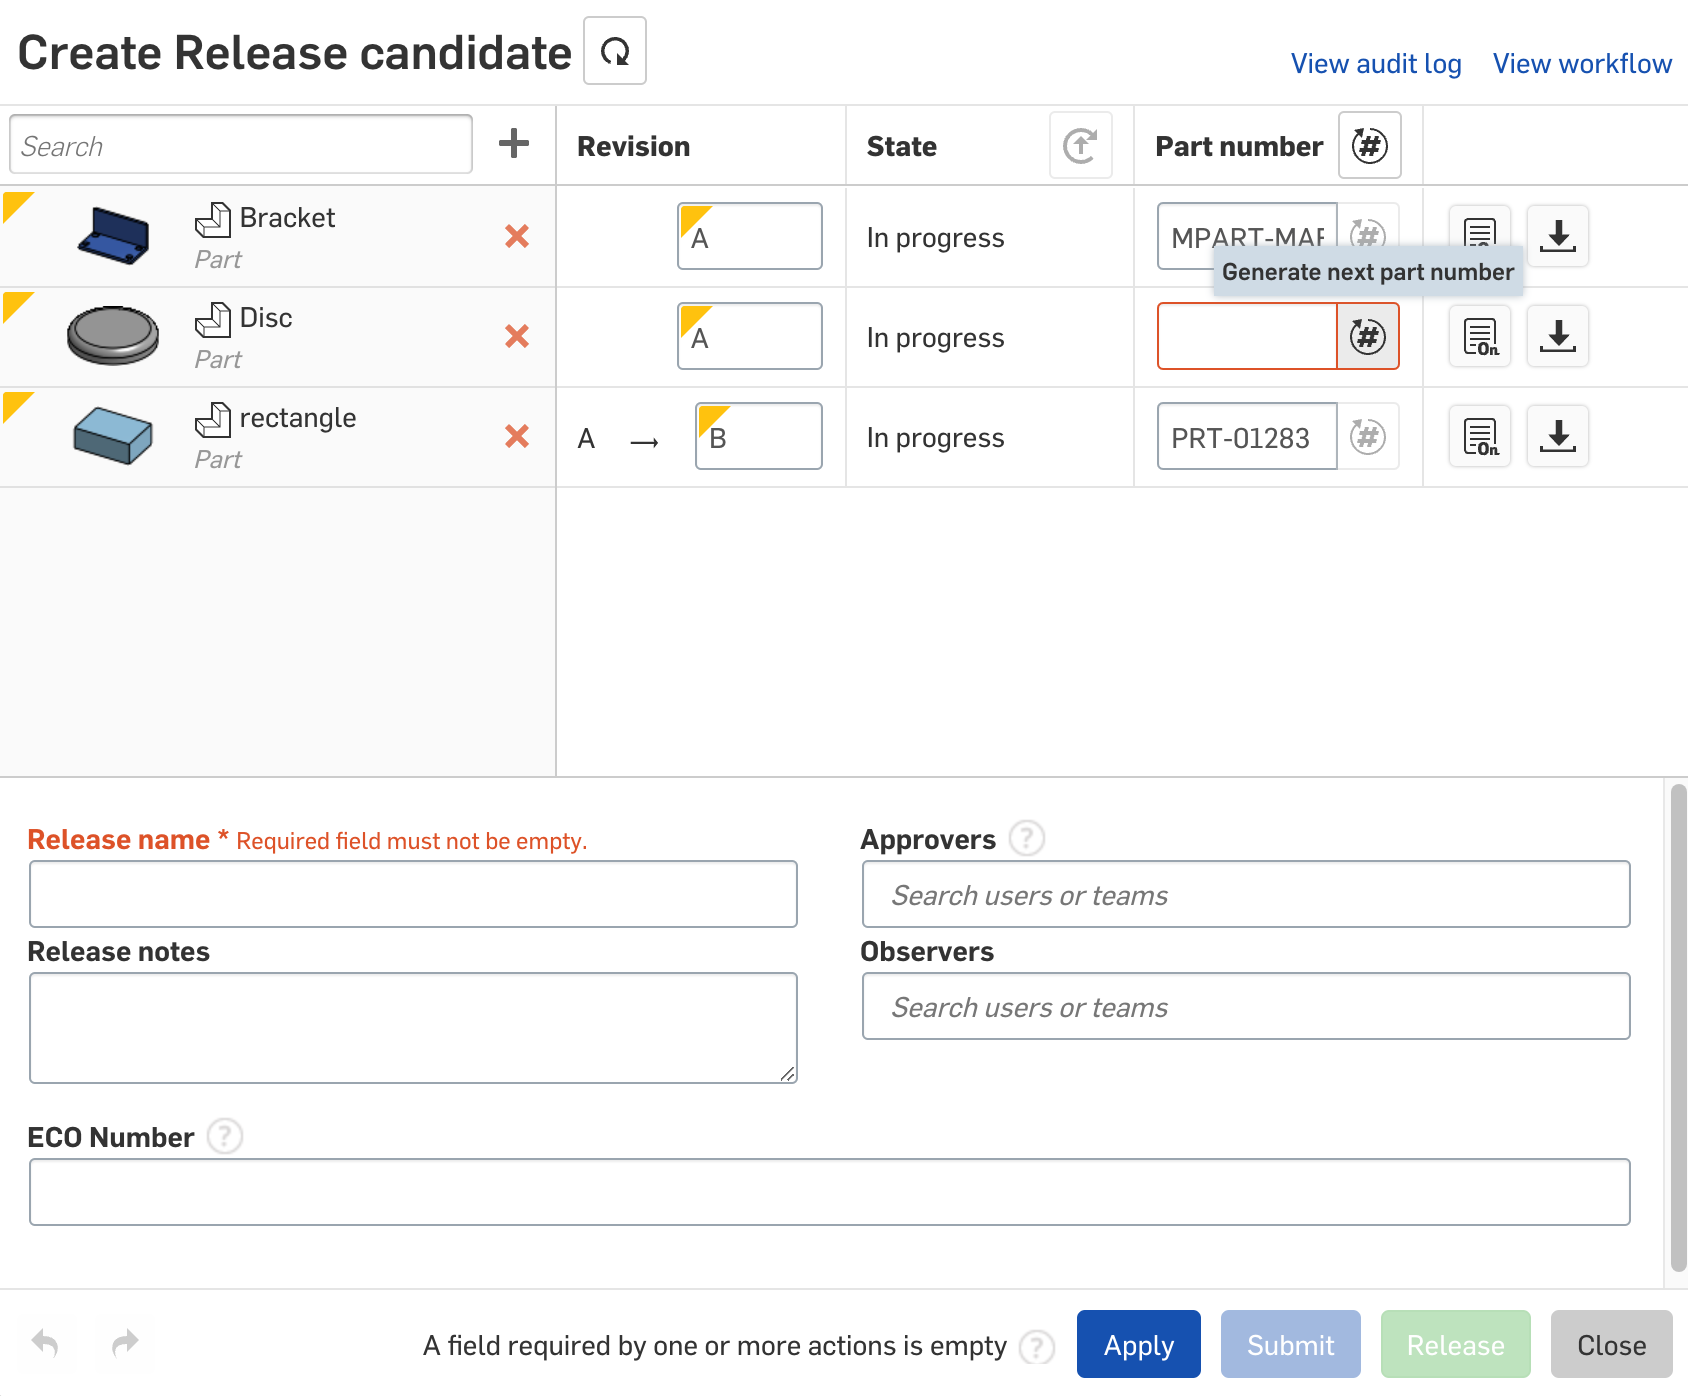 Create Release candidate
View audit log
View workflow
Search
Revision
State
Part number
#
Bracket
Part
A
In progress
MPART-MAR
#
Generate next part number
Disc
Part
A
In progress
#
On
rectangle
Part
A → B
In progress
PRT-01283
#
On
Release name * Required field must not be empty.
Approvers ?
Search users or teams
Release notes
Observers
Search users or teams
ECO Number ?
A field required by one or more actions is empty ?
Apply
Submit
Release
Close